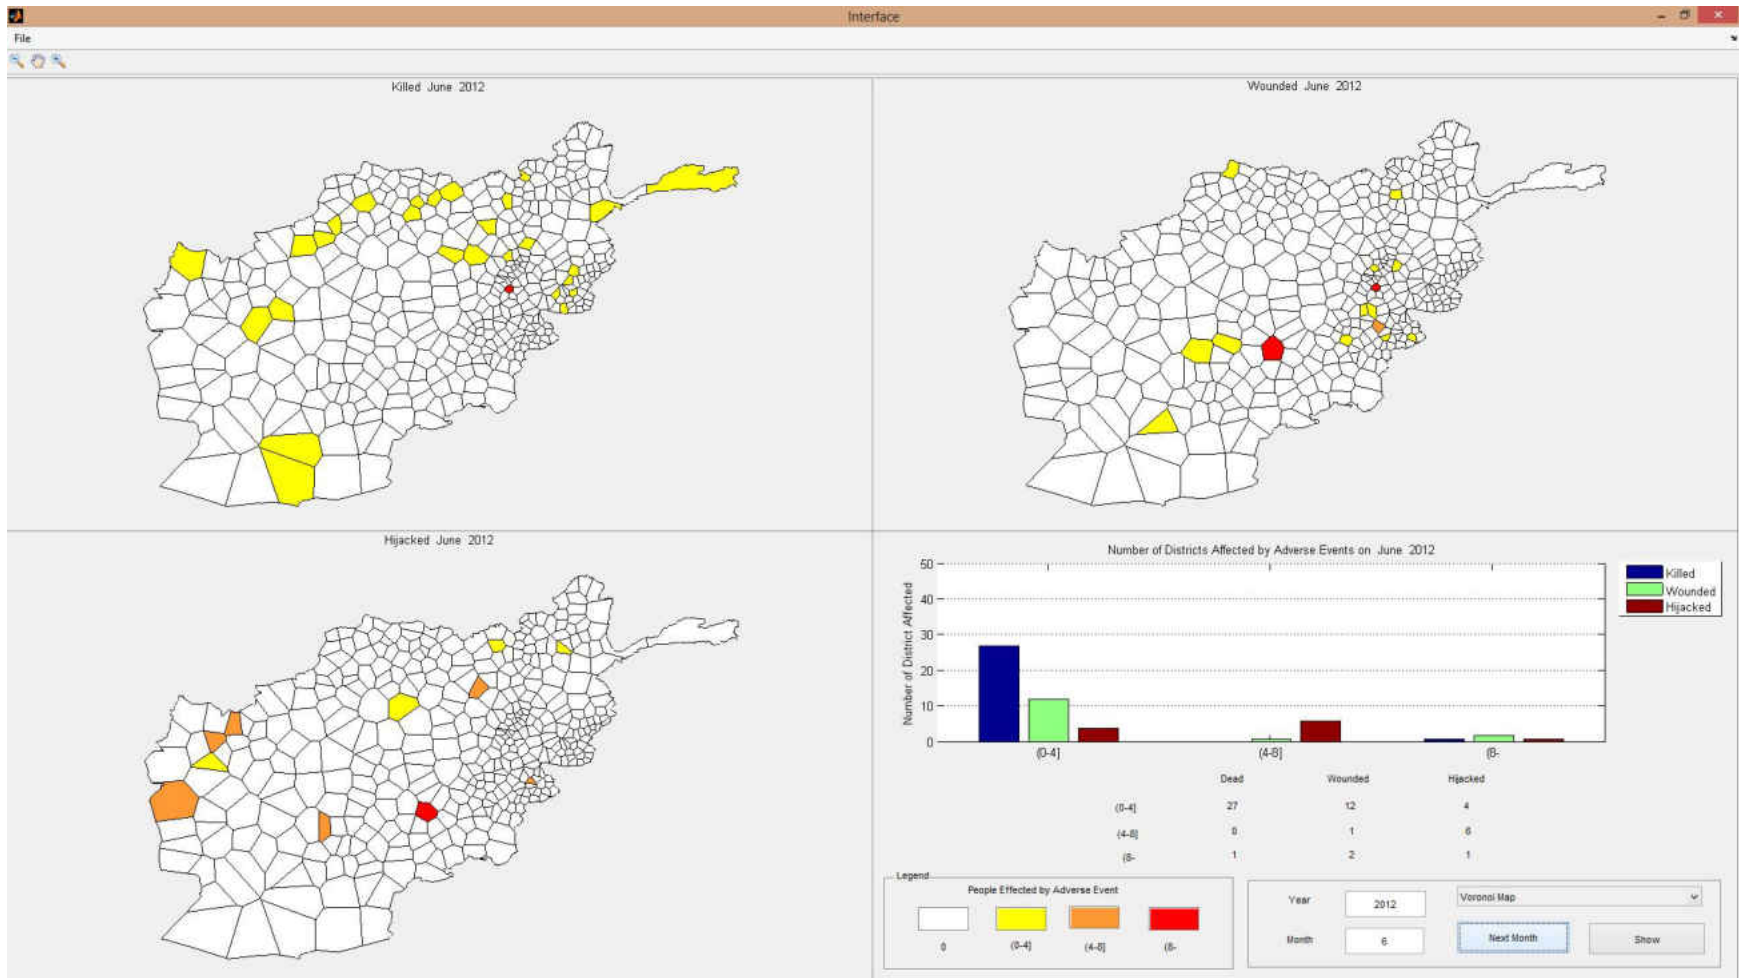 Interface
File
Killed June 2012
Wounded June 2012
Hijacked June 2012
Number of Districts Affected by Adverse Events on June 2012
Number of District Affected
50
40
30
20
10
0
(0-4]
(4-8]
(8-
Killed
Wounded
Hijacked
Dead Wounded Hijacked
(0-4] 27 12 4
(4-8] 0 1 6
(8- 1 2 1
Legend
People Effected by Adverse Event
0 (0-4] (4-8] (8-
Year 2012 Voronoi Map
Month 6 Next Month Show